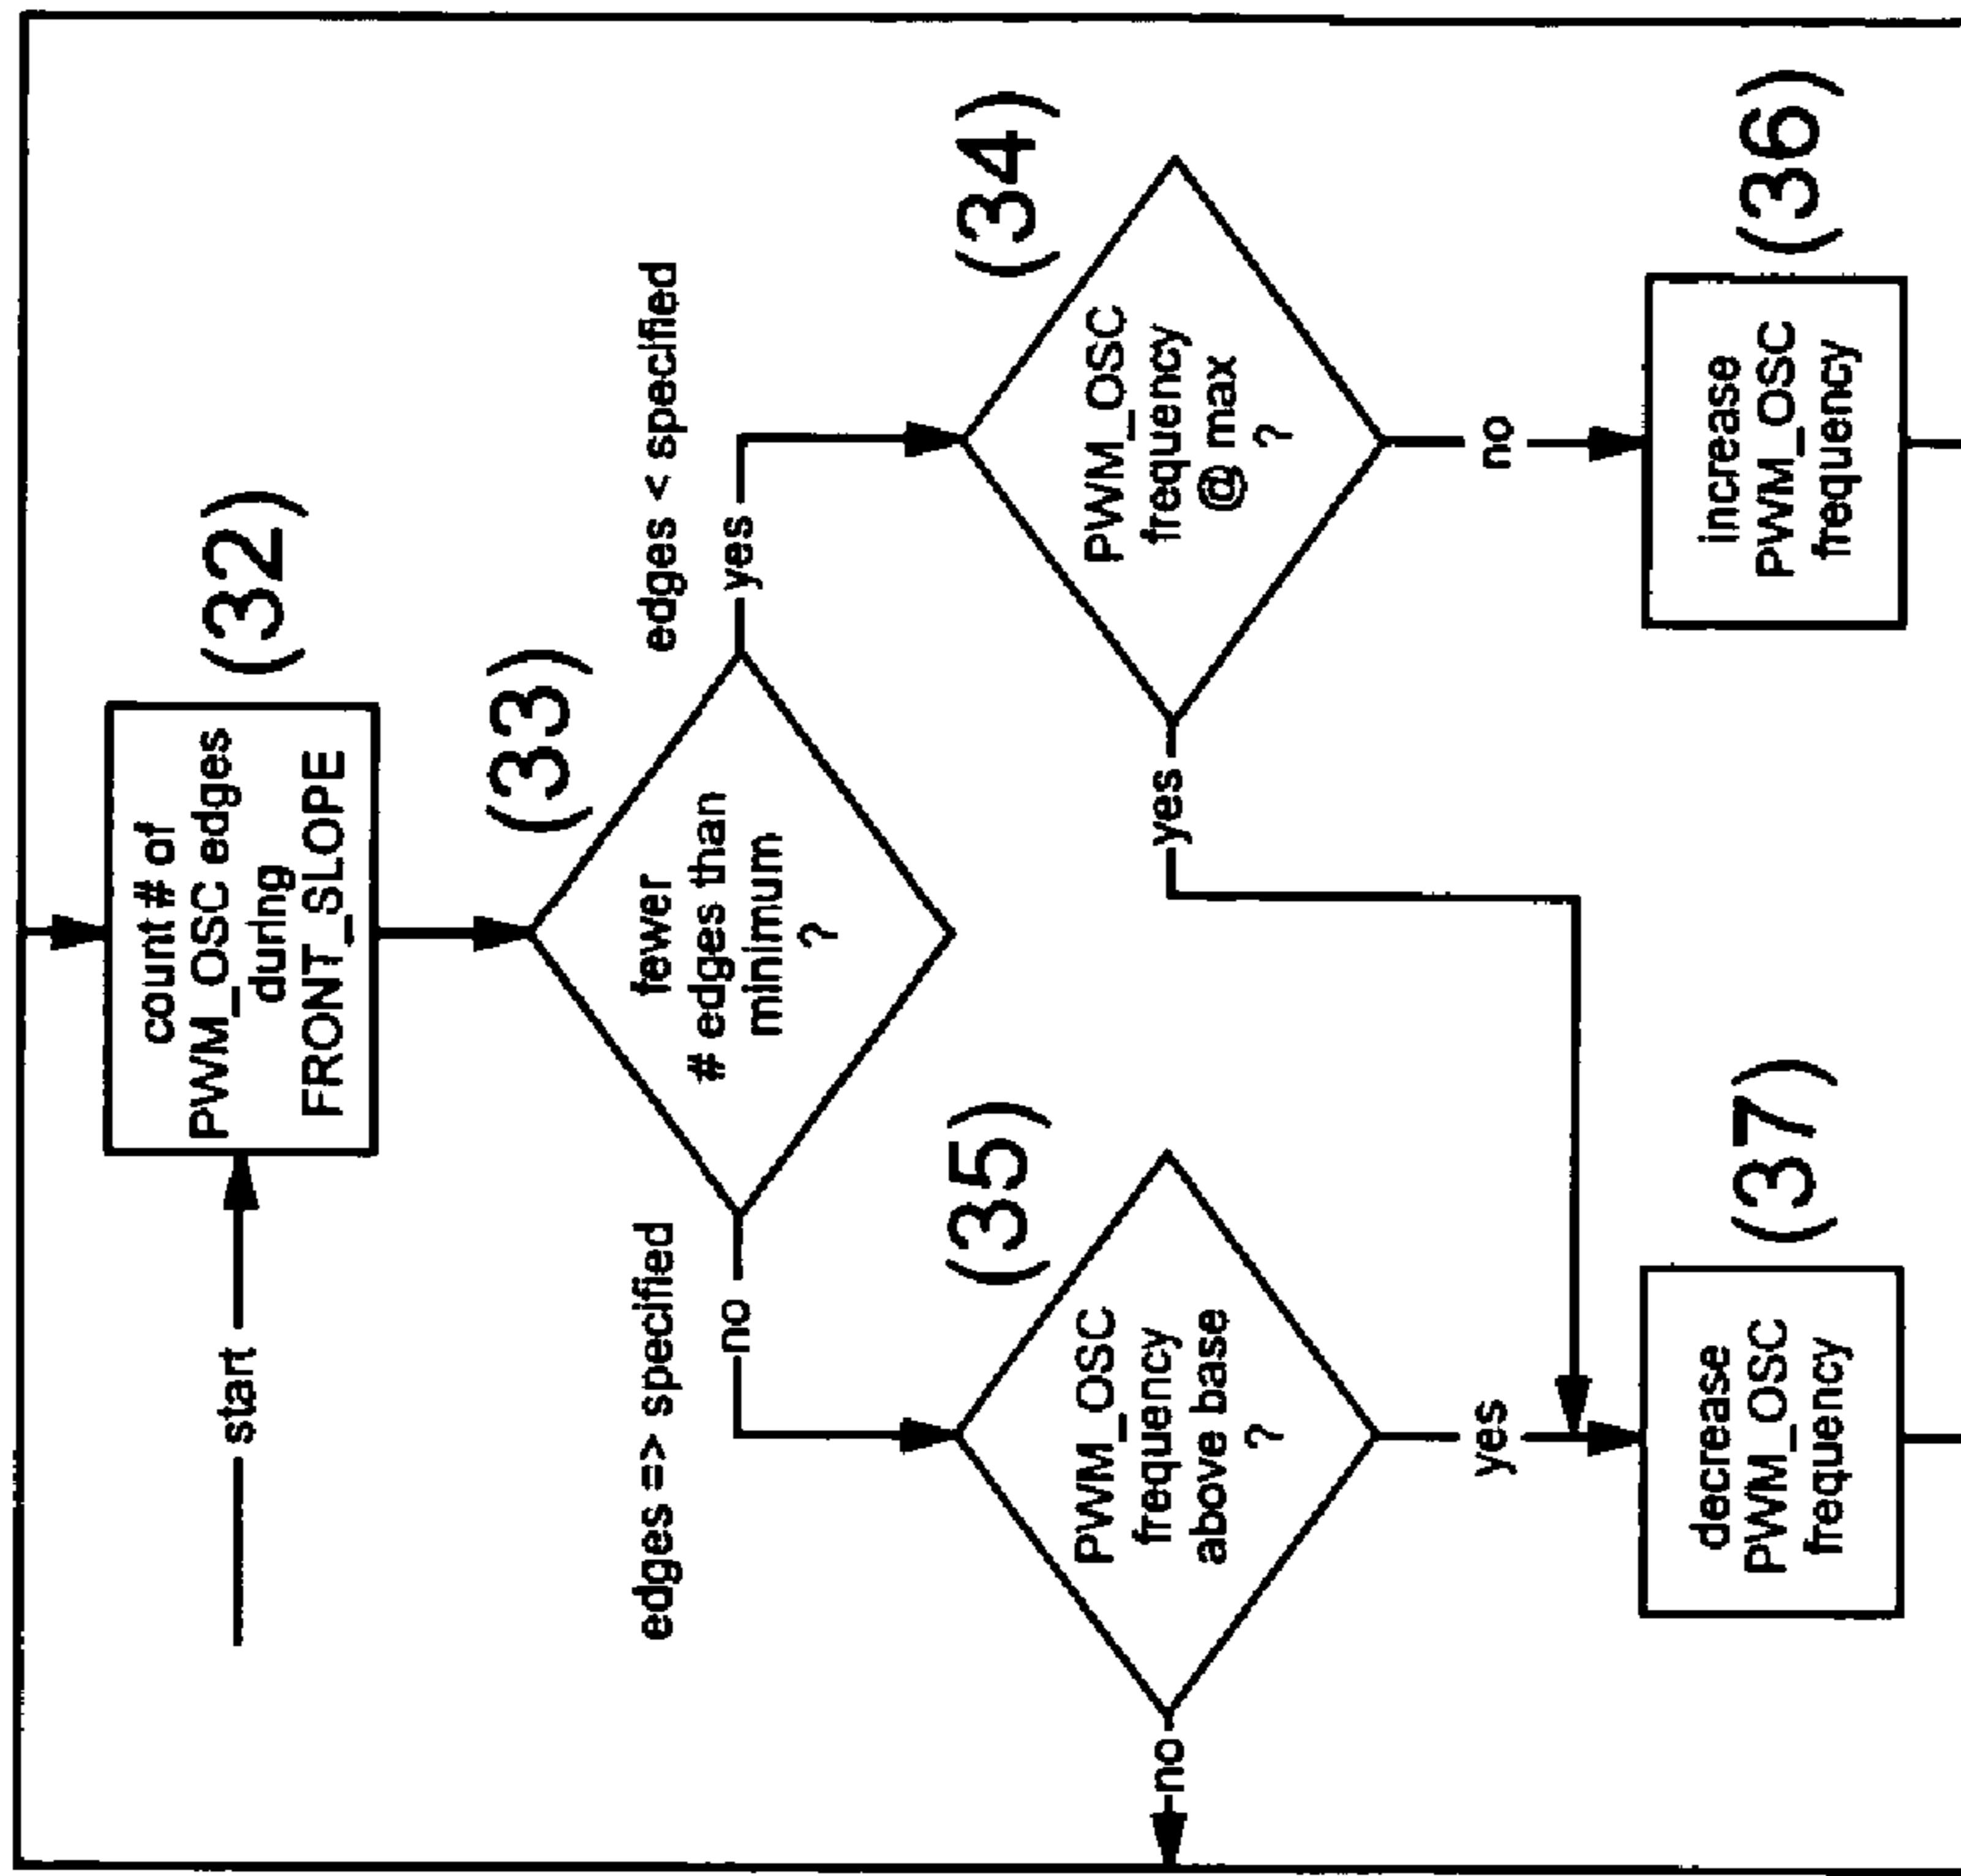 start
count # of
PWM_OSC edges
during
FRONT_SLOPE
(32)
(33)
fewer
# edges than
minimum
?
edges => specified
no
edges < specified
yes
(35)
PWM_OSC
frequency
above base
?
no
yes
(34)
PWM_OSC
frequency
@ max
?
yes
no
(37)
decrease
PWM_OSC
frequency
(36)
increase
PWM_OSC
frequency